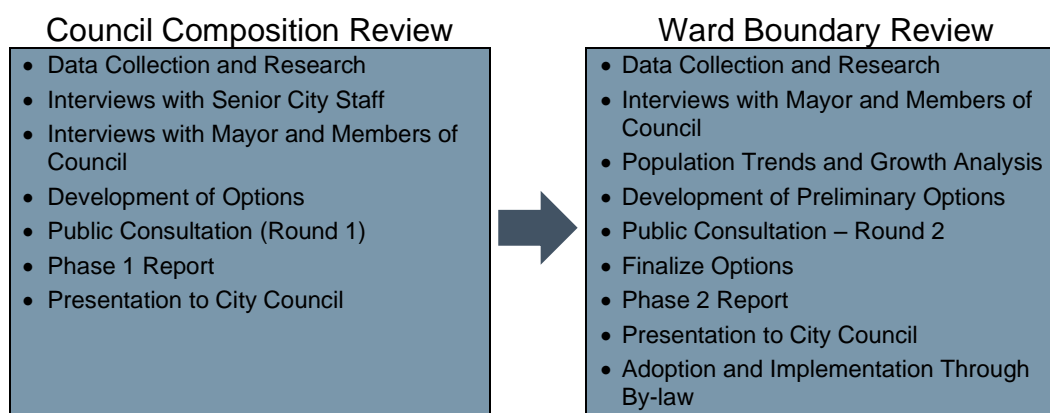 Council Composition Review
• Data Collection and Research
• Interviews with Senior City Staff
• Interviews with Mayor and Members of
Council
• Development of Options
• Public Consultation (Round 1)
• Phase 1 Report
• Presentation to City Council
Ward Boundary Review
• Data Collection and Research
• Interviews with Mayor and Members of
Council
• Population Trends and Growth Analysis
• Development of Preliminary Options
• Public Consultation – Round 2
• Finalize Options
• Phase 2 Report
• Presentation to City Council
• Adoption and Implementation Through
By-law